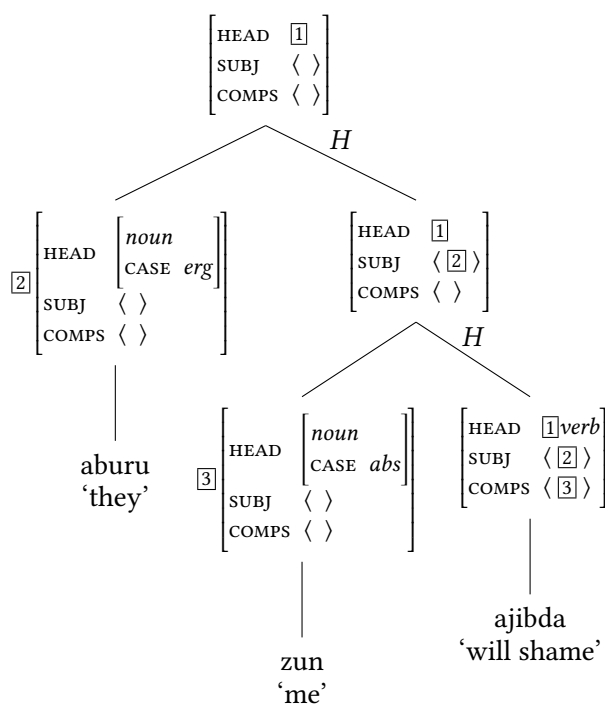 HEAD 1
SUBJ ⟨ ⟩
COMPS ⟨ ⟩
H
2 HEAD noun
CASE erg
SUBJ ⟨ ⟩
COMPS ⟨ ⟩
HEAD 1
SUBJ ⟨ 2 ⟩
COMPS ⟨ ⟩
H
aburu
‘they’
3 HEAD noun
CASE abs
SUBJ ⟨ ⟩
COMPS ⟨ ⟩
HEAD 1 verb
SUBJ ⟨ 2 ⟩
COMPS ⟨ 3 ⟩
zun
‘me’
ajibda
‘will shame’